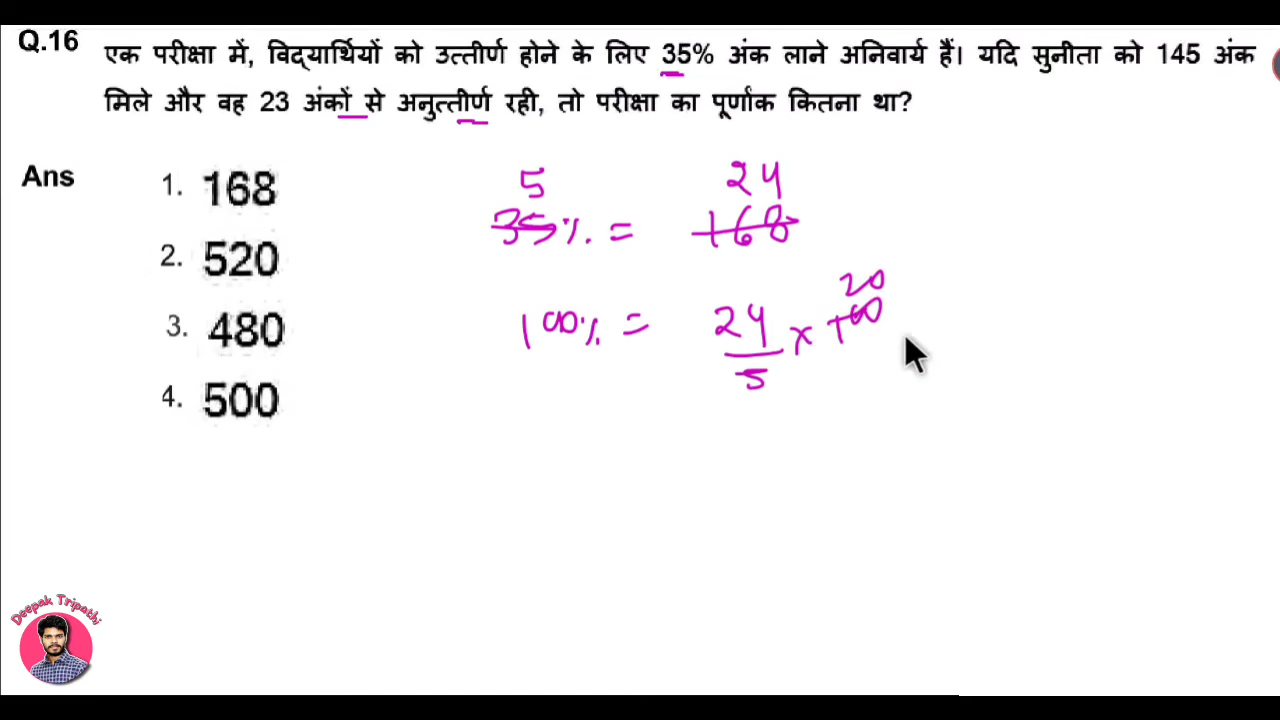 Q.16
एक परीक्षा में, विद्यार्थियों को उत्तीर्ण होने के लिए 35% अंक लाने अनिवार्य हैं। यदि सुनीता को 145 अंक
मिले और वह 23 अंकों से अनुत्तीर्ण रही, तो परीक्षा का पूर्णांक कितना था?
Ans
1. 168
2. 520
3. 480
4. 500
5 24
35% = 168
20
100% = 24/5 x 100
Deepak Tripathi